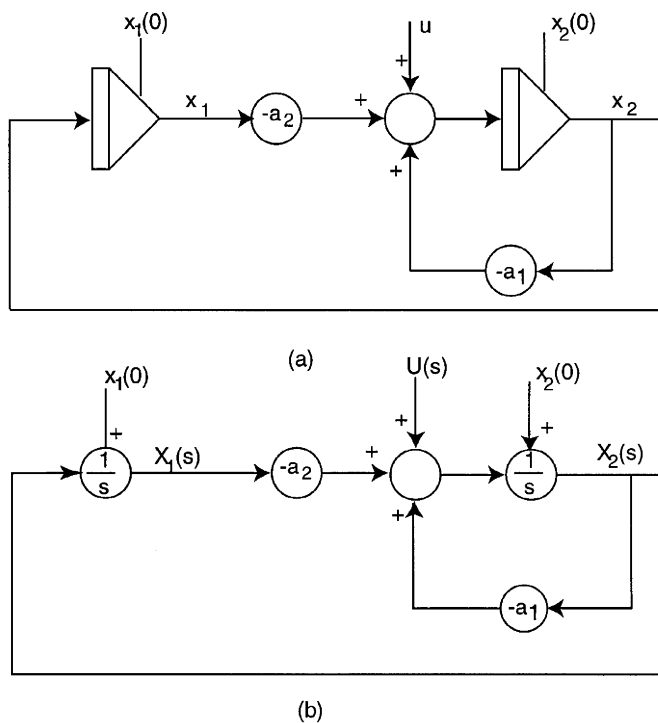 x₁(0)
u
x₂(0)
+
x₁
-a₂
+
x₂
+
-a₁
(a)
x₁(0)
U(s)
x₂(0)
+
+
+
1/s
X₁(s)
-a₂
+
1/s
X₂(s)
+
-a₁
(b)